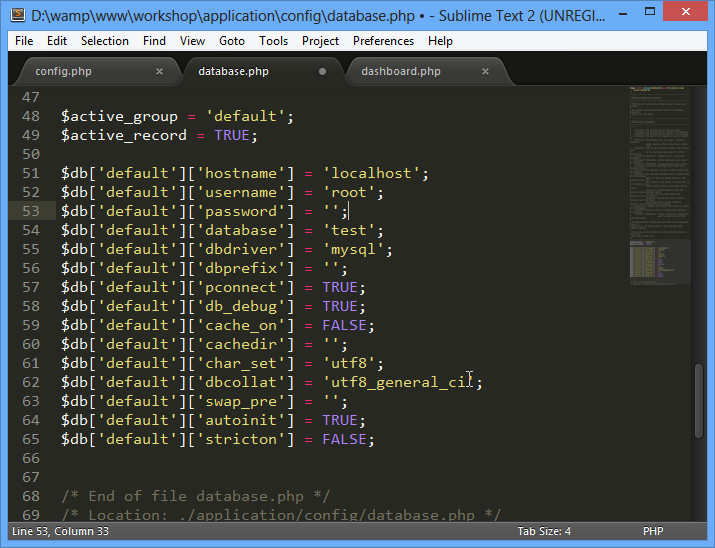 D:\wamp\www\workshop\application\config\database.php • - Sublime Text 2 (UNREGI...
File Edit Selection Find View Goto Tools Project Preferences Help
config.php × database.php dashboard.php ×
47
48 $active_group = 'default';
49 $active_record = TRUE;
50
51 $db['default']['hostname'] = 'localhost';
52 $db['default']['username'] = 'root';
53 $db['default']['password'] = '';
54 $db['default']['database'] = 'test';
55 $db['default']['dbdriver'] = 'mysql';
56 $db['default']['dbprefix'] = '';
57 $db['default']['pconnect'] = TRUE;
58 $db['default']['db_debug'] = TRUE;
59 $db['default']['cache_on'] = FALSE;
60 $db['default']['cachedir'] = '';
61 $db['default']['char_set'] = 'utf8';
62 $db['default']['dbcollat'] = 'utf8_general_ci';
63 $db['default']['swap_pre'] = '';
64 $db['default']['autoinit'] = TRUE;
65 $db['default']['stricton'] = FALSE;
66
67
68 /* End of file database.php */
69 /* Location: ./application/config/database.php */
Line 53, Column 33 Tab Size: 4 PHP